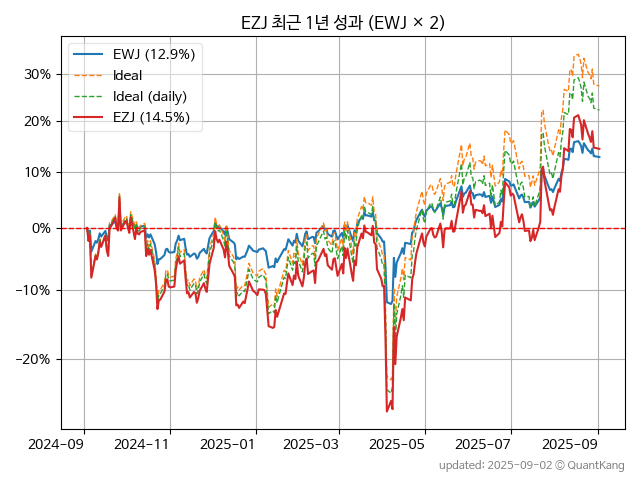 EZJ 최근 1년 성과 (EWJ × 2)
EWJ (12.9%)
Ideal
Ideal (daily)
EZJ (14.5%)
30%
20%
10%
0%
−10%
−20%
2024-09 2024-11 2025-01 2025-03 2025-05 2025-07 2025-09
updated: 2025-09-02 © QuantKang